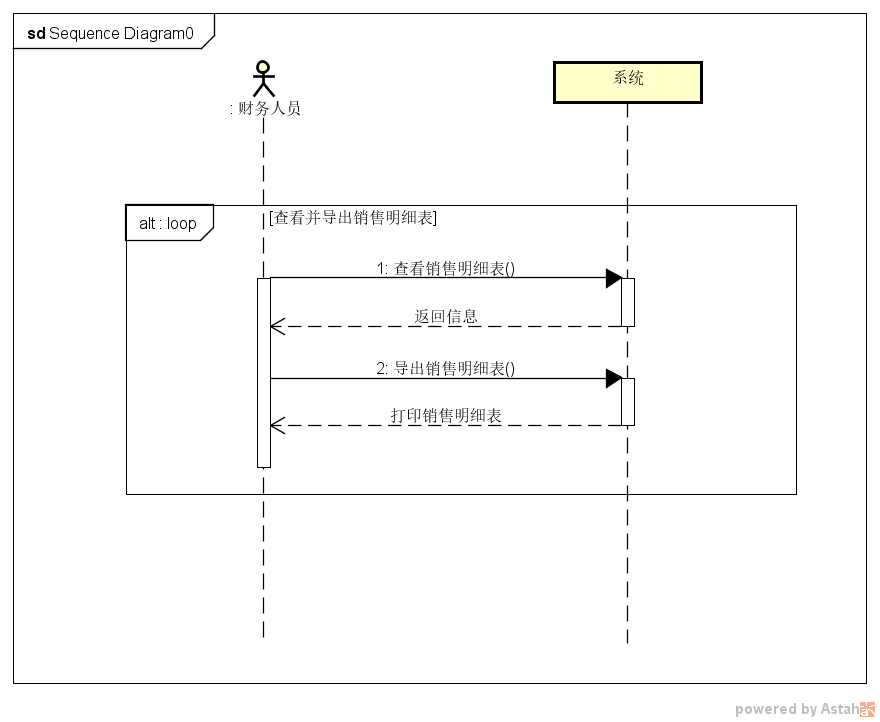 sd Sequence Diagram0
: 财务人员
系统
alt : loop
[查看并导出销售明细表]
1: 查看销售明细表()
返回信息
2: 导出销售明细表()
打印销售明细表
powered by Astah